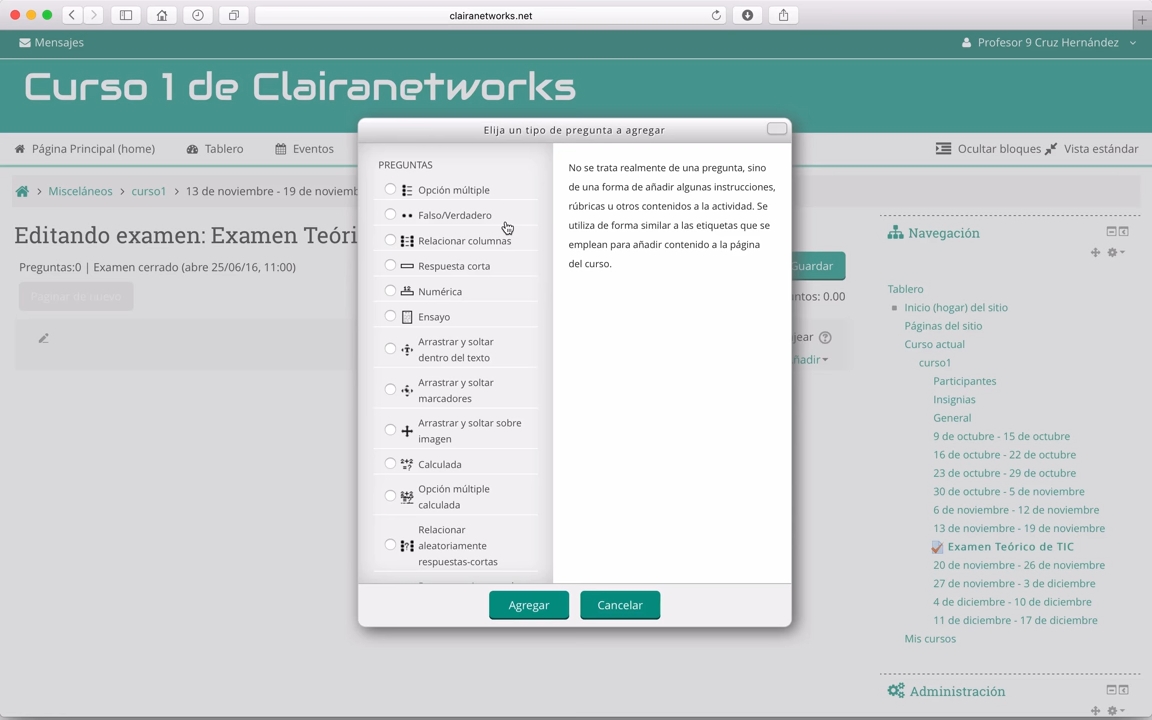 clairanetworks.net
Mensajes
Profesor 9 Cruz Hernández
Curso 1 de Clairanetworks
Página Principal (home)
Tablero
Eventos
Ocultar bloques
Vista estándar
Misceláneos
curso1
13 de noviembre - 19 noviemb
Editando examen: Examen Teóri
Preguntas:0 | Examen cerrado (abre 25/06/16, 11:00)
Paginar de nuevo
Guardar
ntos: 0.00
ejear
ñadir
Elija un tipo de pregunta a agregar
PREGUNTAS
Opción múltiple
Falso/Verdadero
Relacionar columnas
Respuesta corta
Numérica
Ensayo
Arrastrar y soltar
dentro del texto
Arrastrar y soltar
marcadores
Arrastrar y soltar sobre
imagen
Calculada
Opción múltiple
calculada
Relacionar
aleatoriamente
respuestas-cortas
No se trata realmente de una pregunta, sino
de una forma de añadir algunas instrucciones,
rúbricas u otros contenidos a la actividad. Se
utiliza de forma similar a las etiquetas que se
emplean para añadir contenido a la página
del curso.
Agregar
Cancelar
Navegación
Tablero
Inicio (hogar) del sitio
Páginas del sitio
Curso actual
curso1
Participantes
Insignias
General
9 de octubre - 15 de octubre
16 de octubre - 22 de octubre
23 de octubre - 29 de octubre
30 de octubre - 5 de noviembre
6 de noviembre - 12 de noviembre
13 de noviembre - 19 de noviembre
Examen Teórico de TIC
20 de noviembre - 26 de noviembre
27 de noviembre - 3 de diciembre
4 de diciembre - 10 de diciembre
11 de diciembre - 17 de diciembre
Mis cursos
Administración